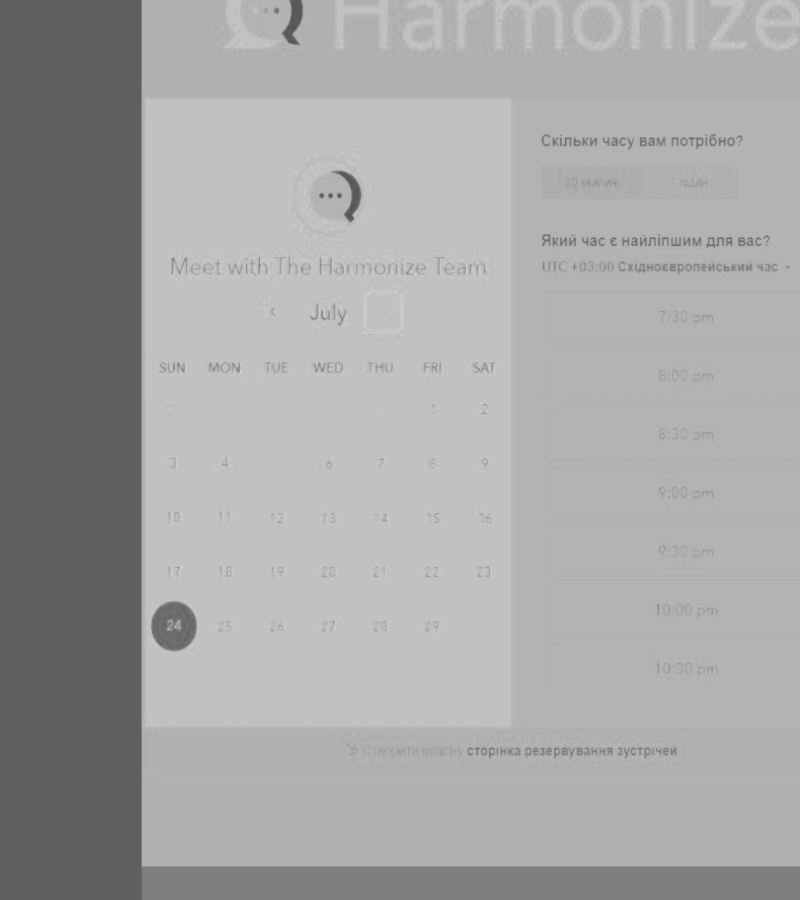 Harmonize
Meet with The Harmonize Team
July
SUN MON TUE WED THU FRI SAT
1 2
3 4 6 7 8 9
10 11 12 13 14 15 16
17 18 19 20 21 22 23
24 25 26 27 28 29
Скільки часу вам потрібно?
30 хвилин 1 годин
Який час є найліпшим для вас?
UTC +03:00 Східноєвропейський час
7:30 pm
8:00 pm
8:30 pm
9:00 pm
9:30 pm
10:00 pm
10:30 pm
Створити власну сторінка резервування зустрічей